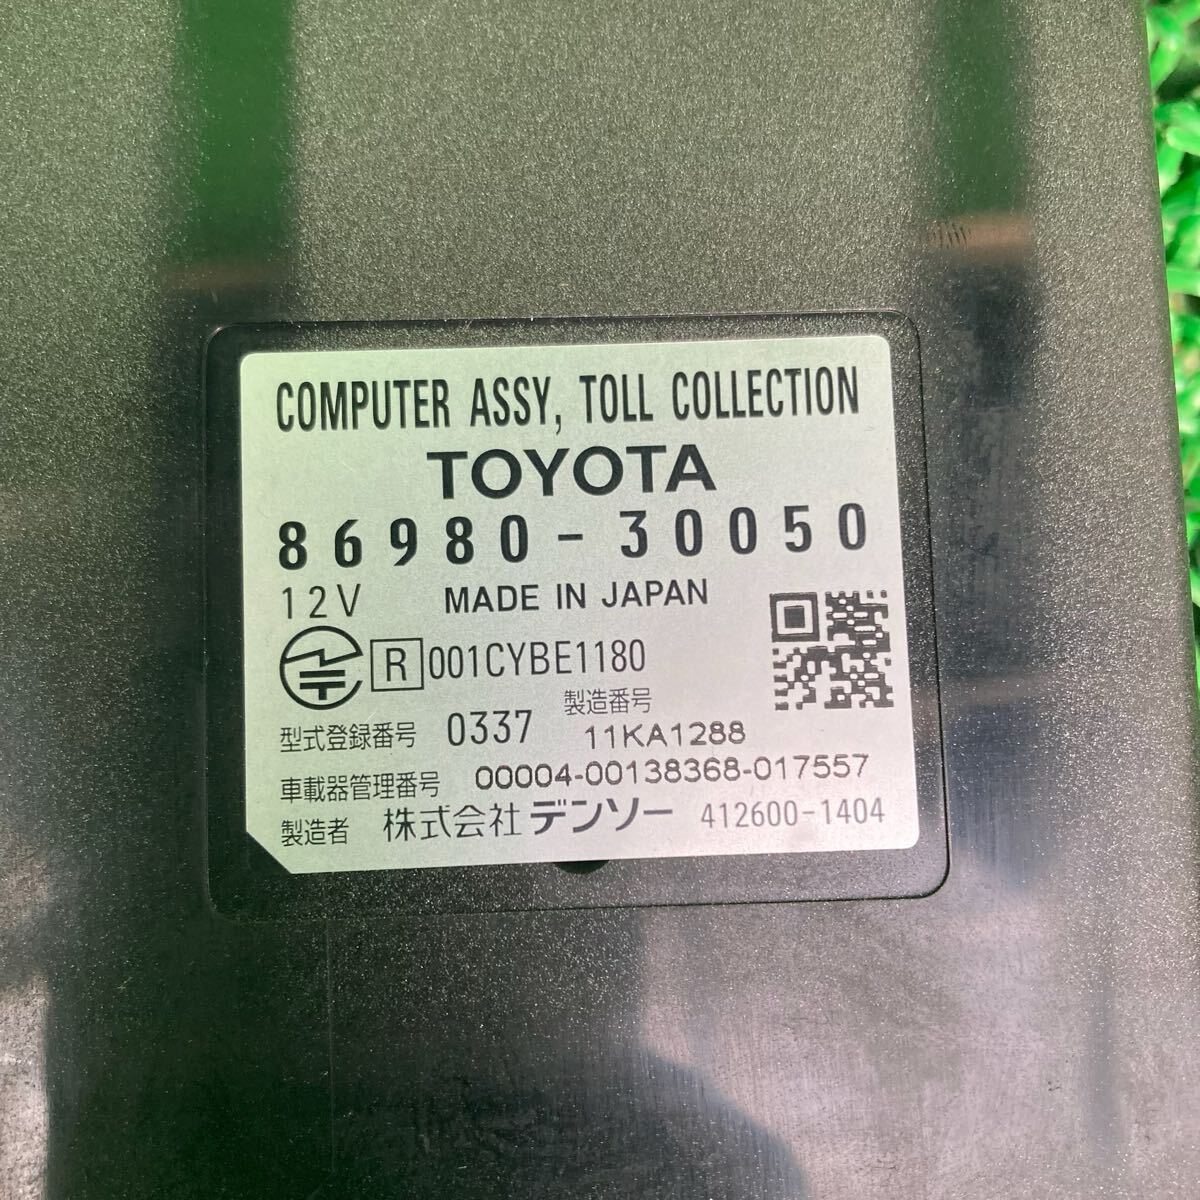 COMPUTER ASSY, TOLL COLLECTION
TOYOTA
86980-30050
12V MADE IN JAPAN
R 001CYBE1180
型式登録番号 0337 製造番号 11KA1288
車載器管理番号 00004-00138368-017557
製造者 株式会社 デンソー 412600-1404